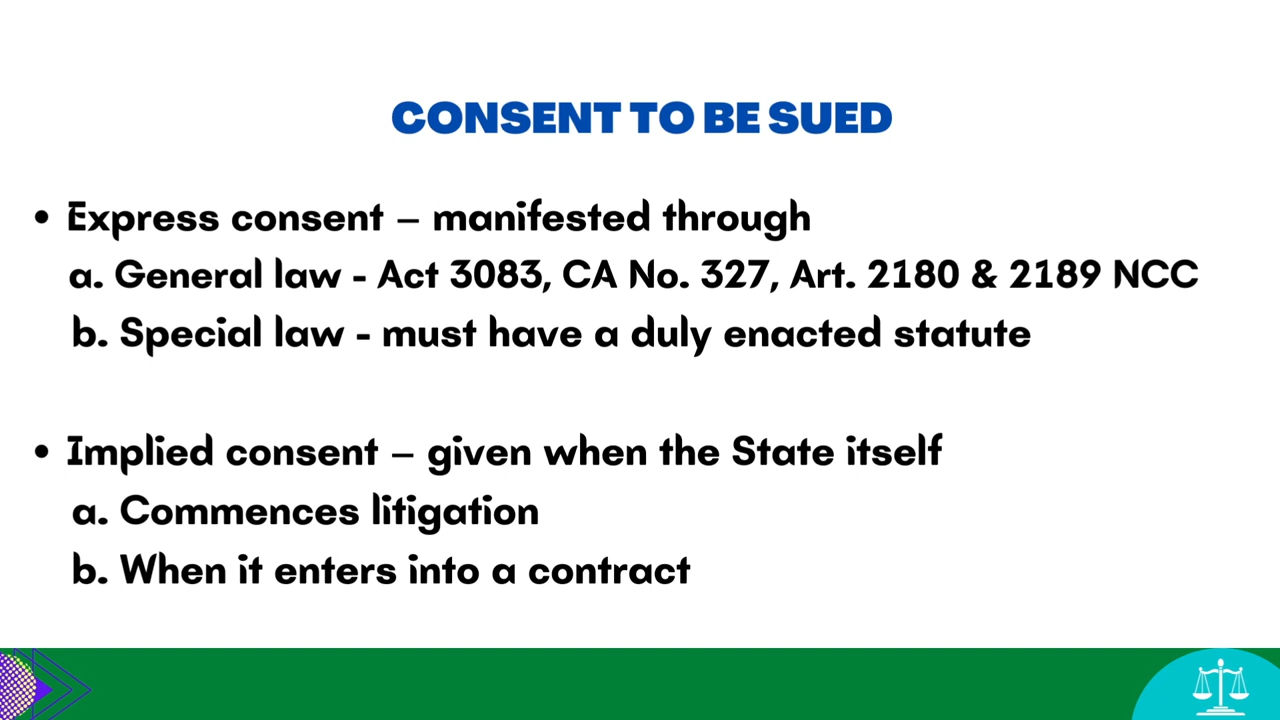 CONSENT TO BE SUED
• Express consent – manifested through
a. General law - Act 3083, CA No. 327, Art. 2180 & 2189 NCC
b. Special law - must have a duly enacted statute
• Implied consent – given when the State itself
a. Commences litigation
b. When it enters into a contract